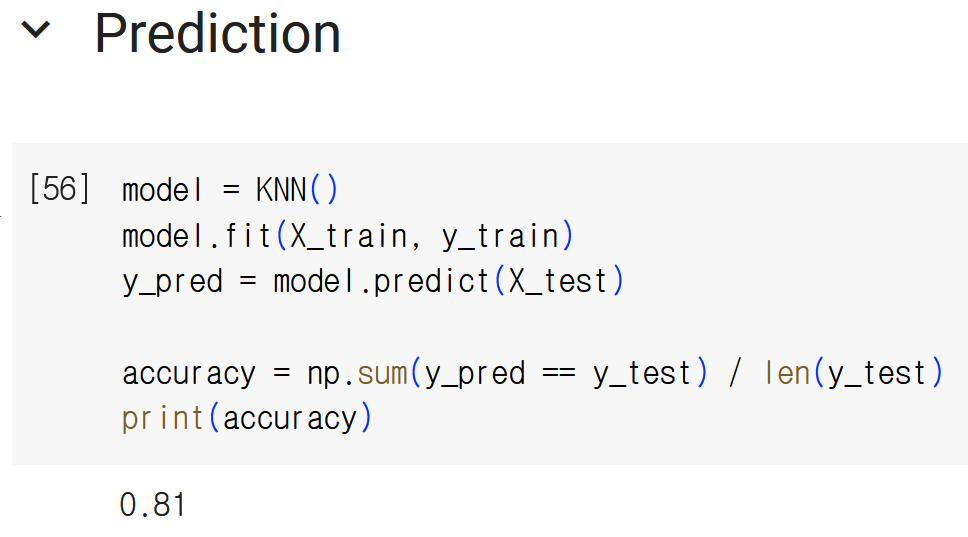 Prediction
[56] model = KNN()
model.fit(X_train, y_train)
y_pred = model.predict(X_test)
accuracy = np.sum(y_pred == y_test) / len(y_test)
print(accuracy)
0.81